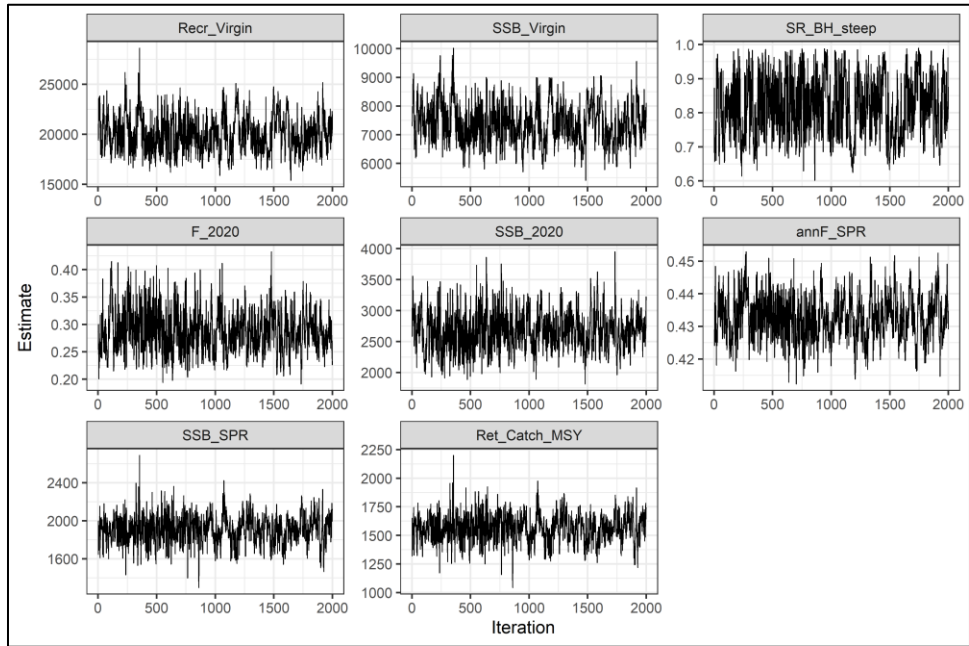 Recr_Virgin
SSB_Virgin
SR_BH_steep
25000
20000
15000
10000
9000
8000
7000
6000
1.0
0.9
0.8
0.7
0.6
0 500 1000 1500 2000
0 500 1000 1500 2000
0 500 1000 1500 2000
F_2020
SSB_2020
annF_SPR
Estimate
0.40
0.35
0.30
0.25
0.20
4000
3500
3000
2500
2000
0.45
0.44
0.43
0.42
0 500 1000 1500 2000
0 500 1000 1500 2000
0 500 1000 1500 2000
SSB_SPR
Ret_Catch_MSY
2400
2000
1600
2250
2000
1750
1500
1250
1000
0 500 1000 1500 2000
0 500 1000 1500 2000
Iteration